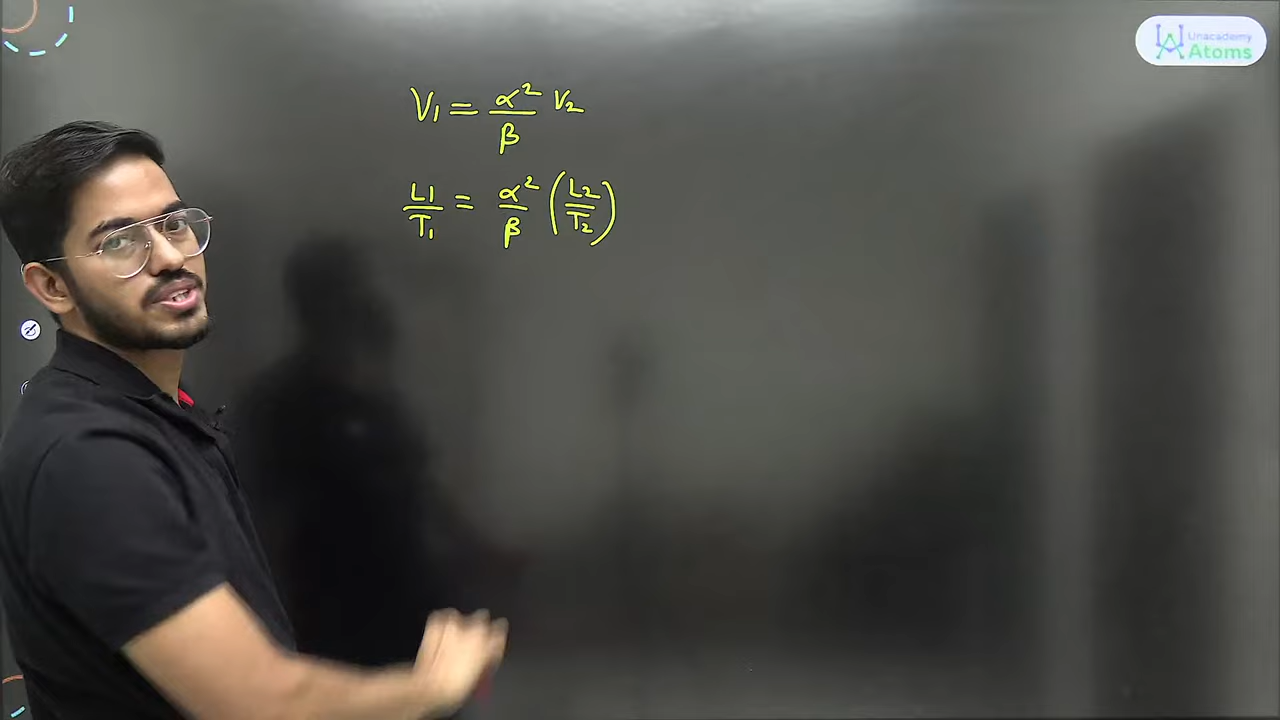 Unacademy
Atoms
V₁ = α²/β V₂
L1/T₁ = α²/β (L2/T₂)